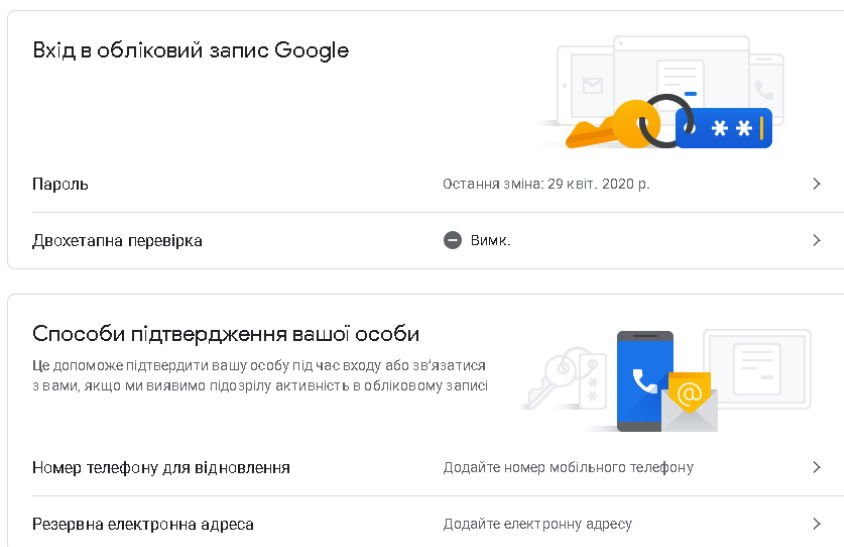 Вхід в обліковий запис Google
* *
Пароль Остання зміна: 29 квіт. 2020 р.
Двохетапна перевірка Вимк.
Способи підтвердження вашої особи
Це допоможе підтвердити вашу особу під час входу або зв'язатися
з вами, якщо ми виявимо підозрілу активність в обліковому записі
@
Номер телефону для відновлення Додайте номер мобільного телефону
Резервна електронна адреса Додайте електронну адресу